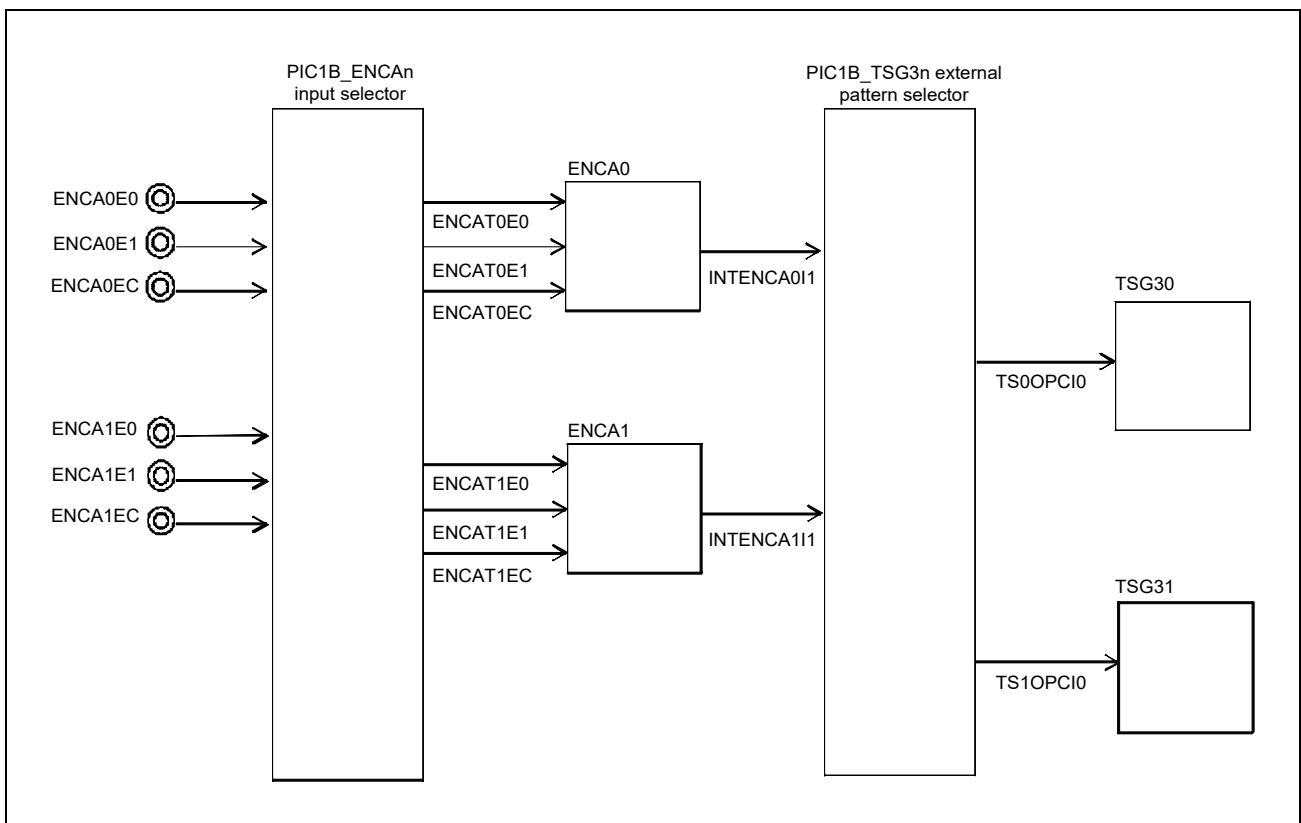 PIC1B_ENCAn
input selector
PIC1B_TSG3n external
pattern selector
ENCA0E0
ENCA0E1
ENCA0EC
ENCAT0E0
ENCAT0E1
ENCAT0EC
ENCA0
INTENCA0I1
TSG30
TS0OPCI0
ENCA1E0
ENCA1E1
ENCA1EC
ENCAT1E0
ENCAT1E1
ENCAT1EC
ENCA1
INTENCA1I1
TSG31
TS1OPCI0